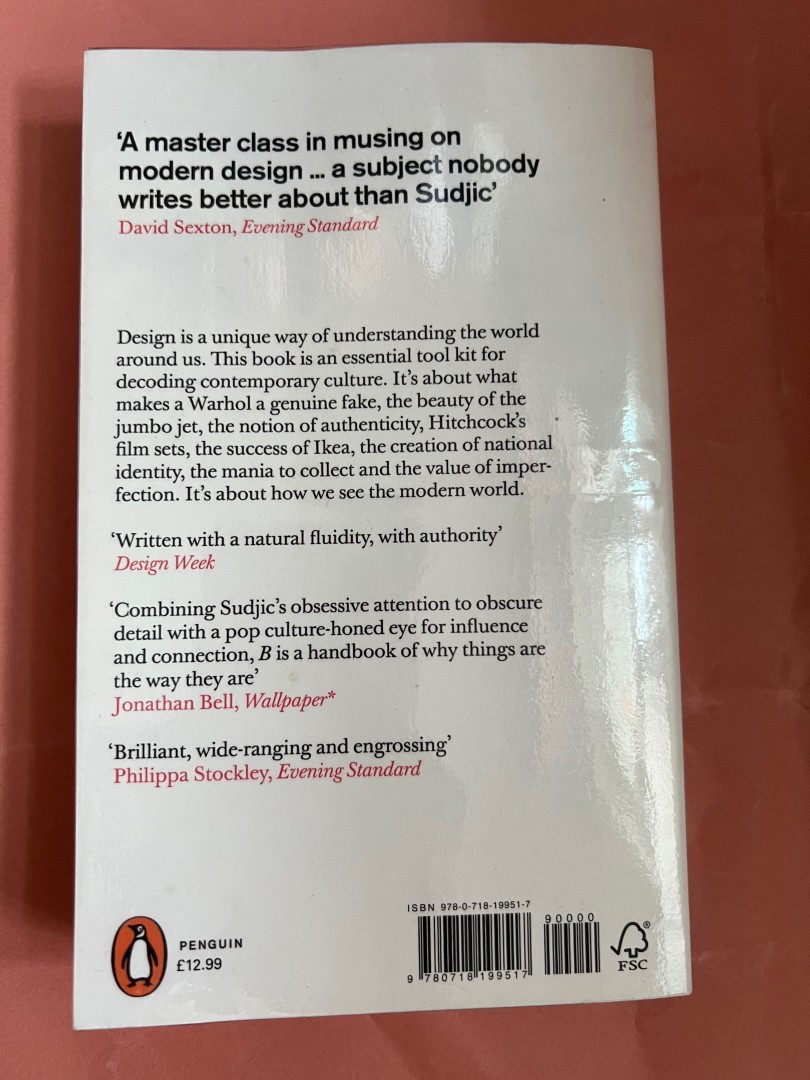 ‘A master class in musing on
modern design ... a subject nobody
writes better about than Sudjic’
David Sexton, Evening Standard
Design is a unique way of understanding the world
around us. This book is an essential tool kit for
decoding contemporary culture. It’s about what
makes a Warhol a genuine fake, the beauty of the
jumbo jet, the notion of authenticity, Hitchcock’s
film sets, the success of Ikea, the creation of national
identity, the mania to collect and the value of imper-
fection. It’s about how we see the modern world.
‘Written with a natural fluidity, with authority’
Design Week
‘Combining Sudjic’s obsessive attention to obscure
detail with a pop culture-honed eye for influence
and connection, B is a handbook of why things are
the way they are’
Jonathan Bell, Wallpaper*
‘Brilliant, wide-ranging and engrossing’
Philippa Stockley, Evening Standard
PENGUIN
£12.99
ISBN 978-0-718-19951-7
90000
9 780718 199517
FSC
®